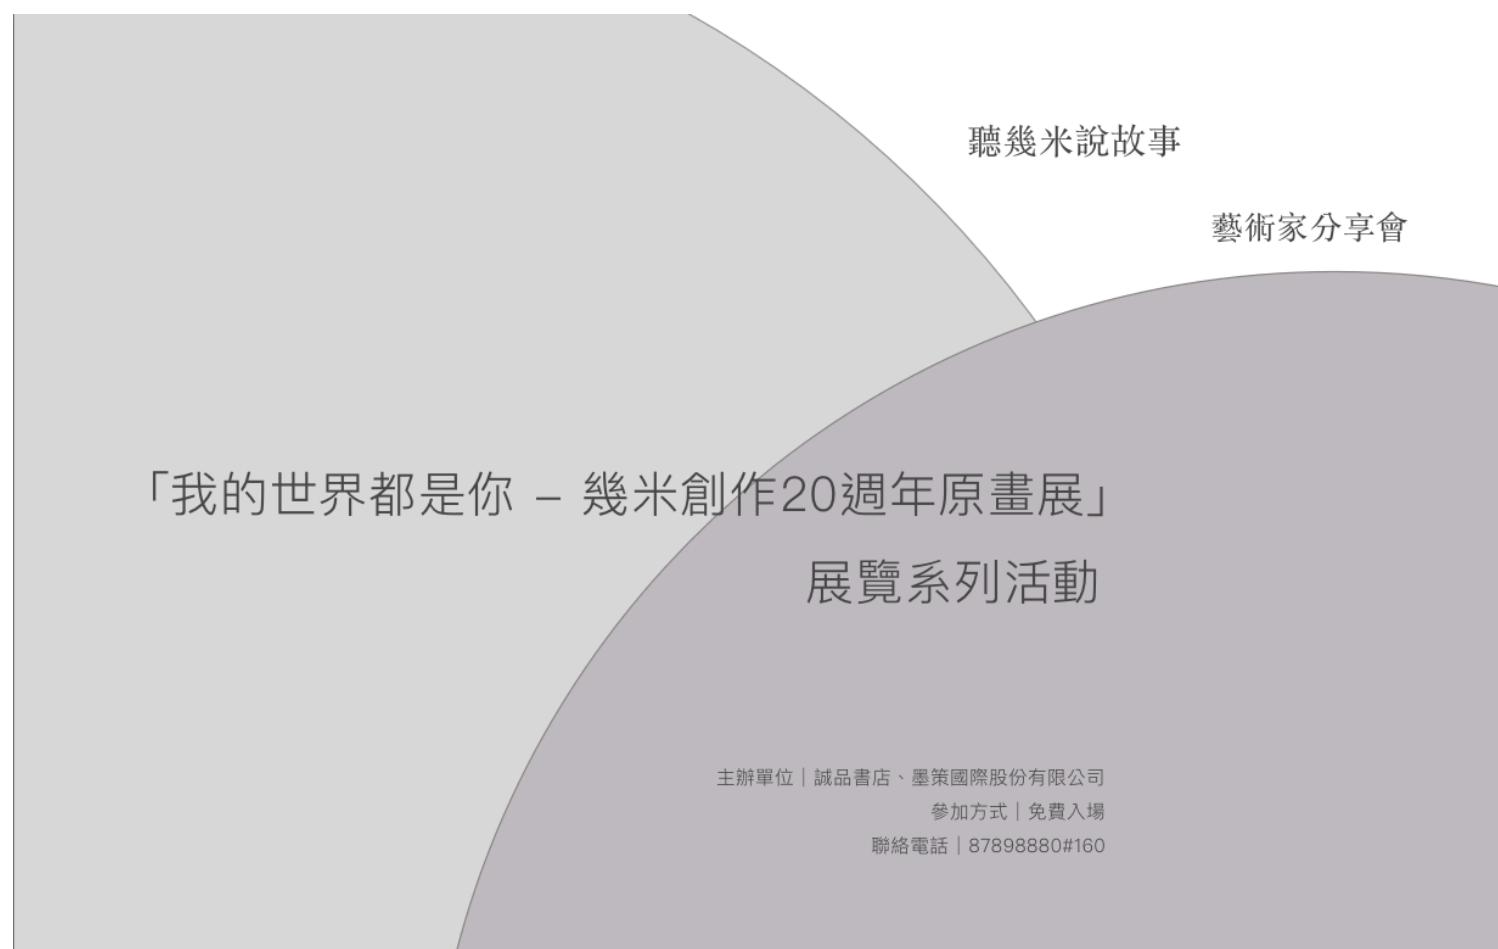 聽幾米說故事
藝術家分享會
「我的世界都是你 – 幾米創作20週年原畫展」
展覽系列活動
主辦單位｜誠品書店、墨策國際股份有限公司
參加方式｜免費入場
聯絡電話｜87898880#160